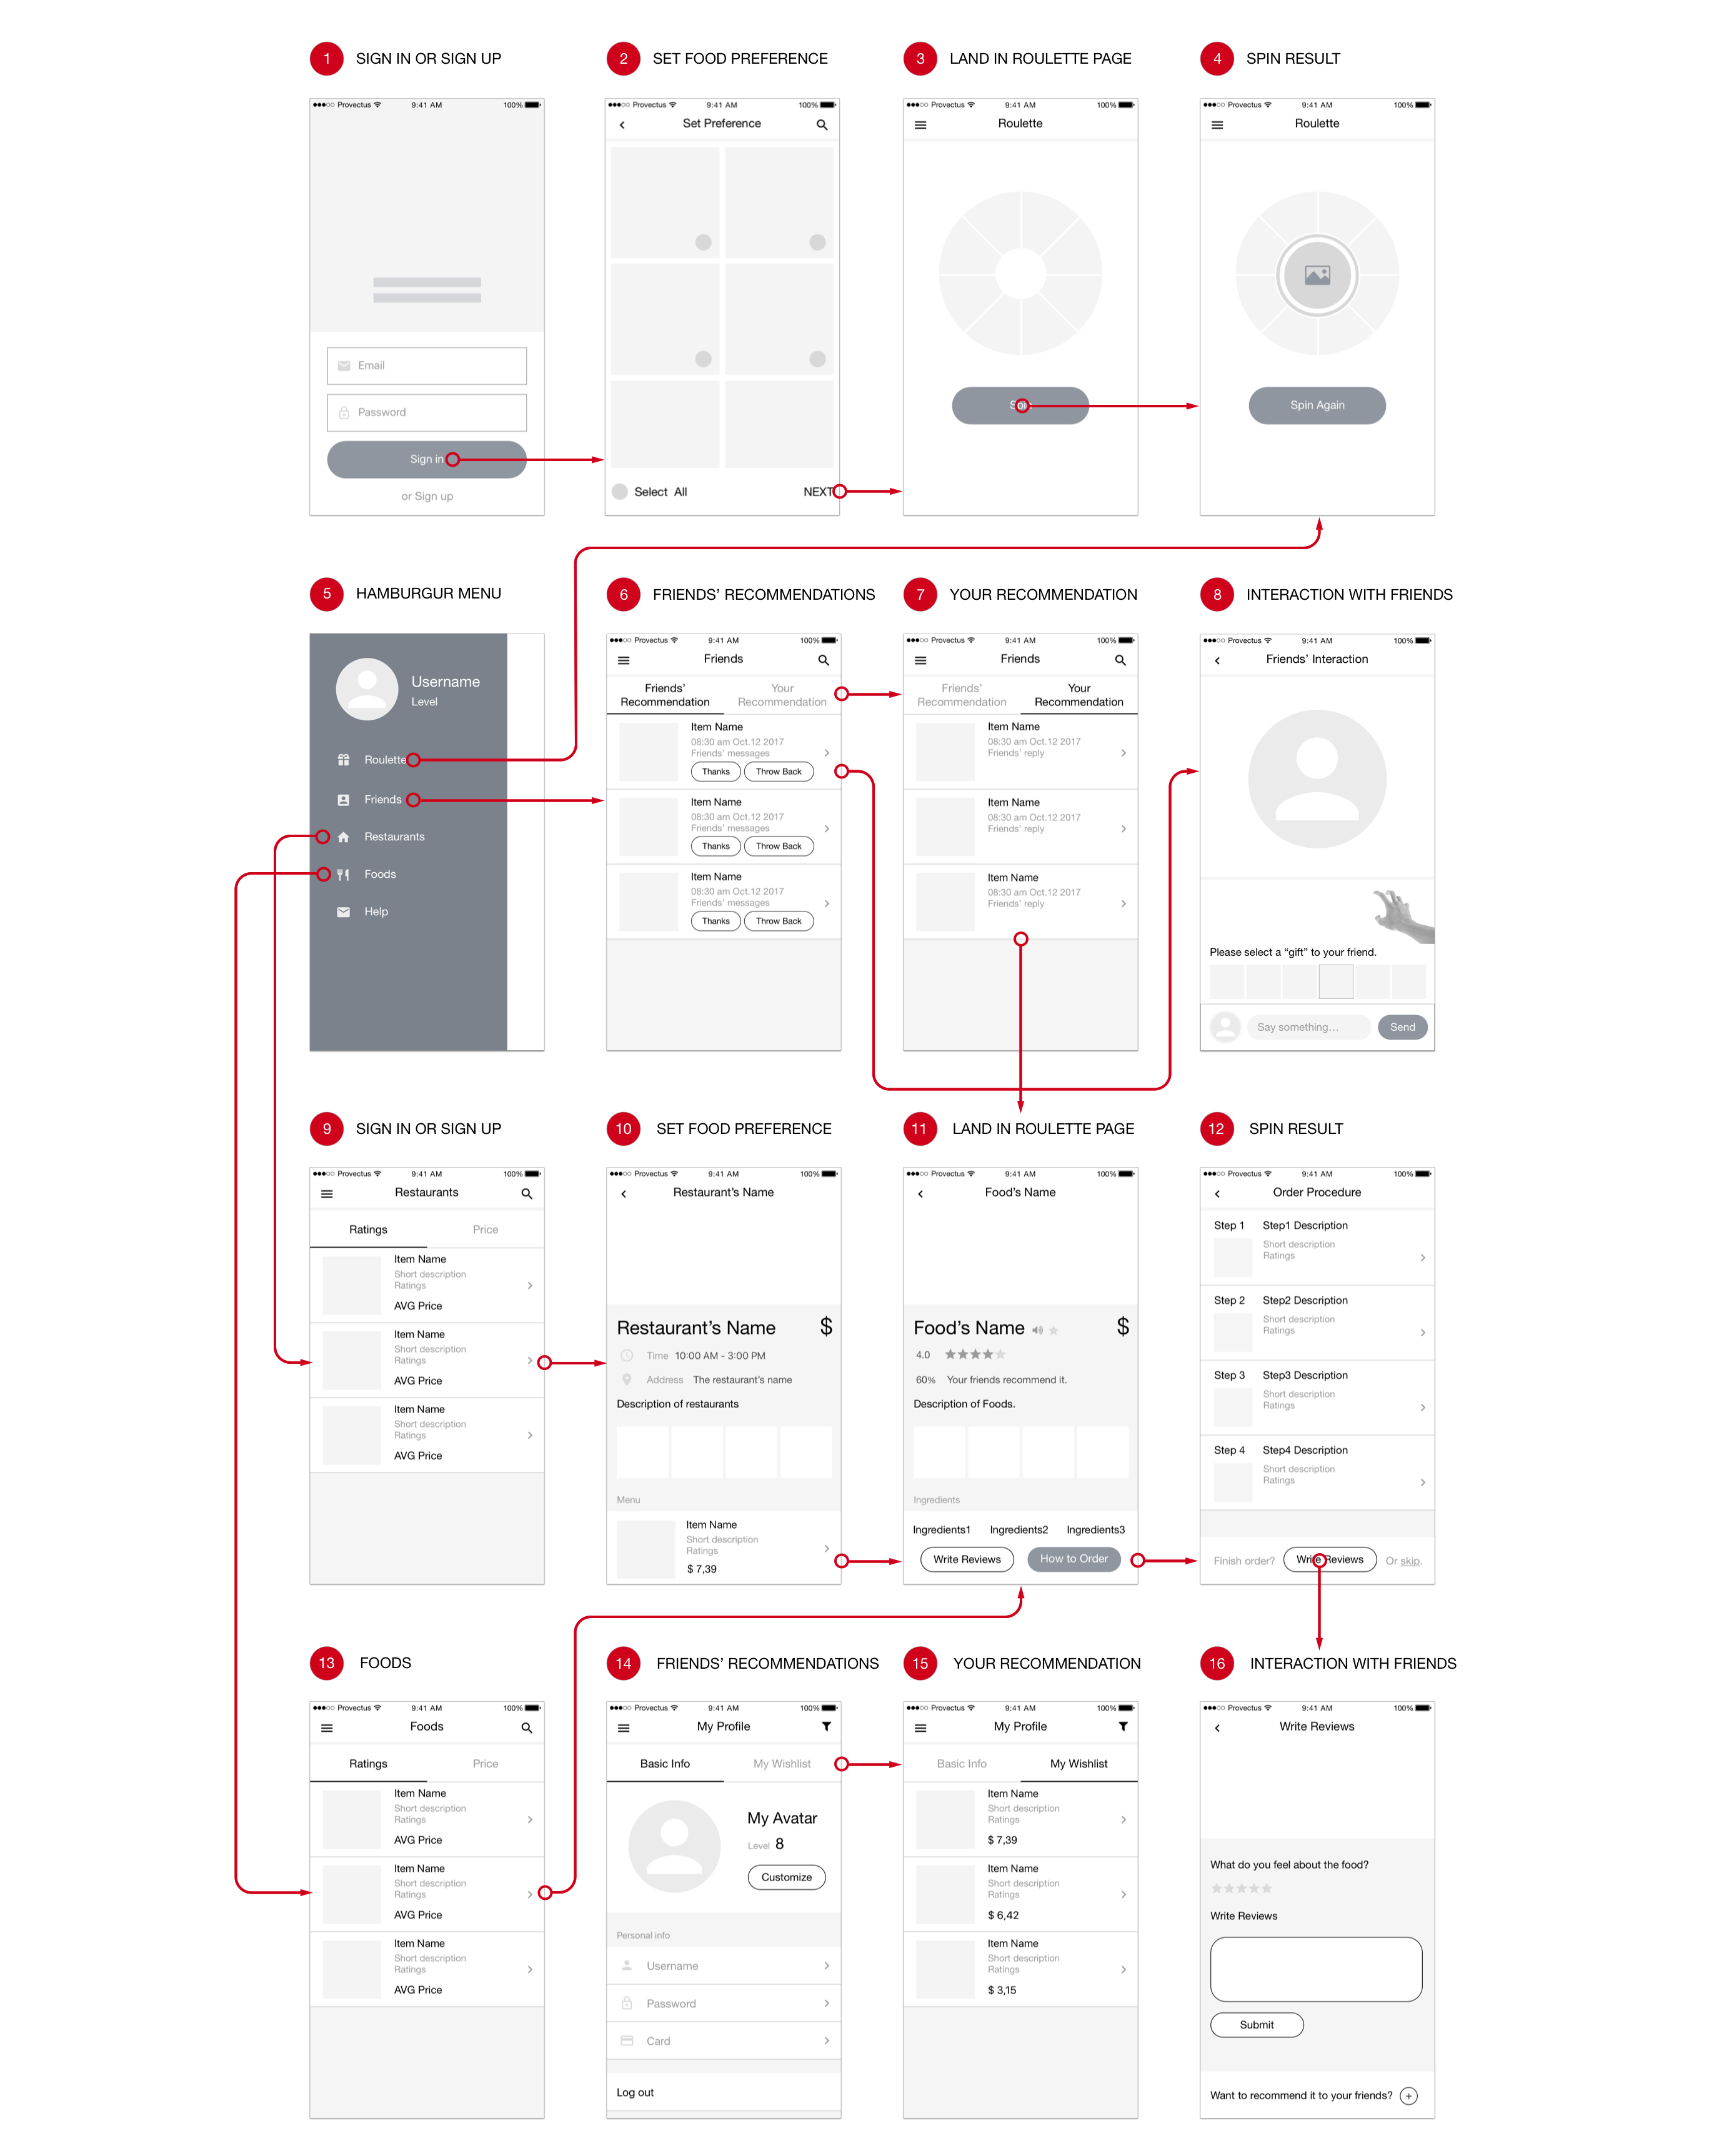 1 SIGN IN OR SIGN UP
Provectus 9:41 AM 100%
Email
Password
Sign in
or Sign up
2 SET FOOD PREFERENCE
Provectus 9:41 AM 100%
Set Preference
Select All NEXT
3 LAND IN ROULETTE PAGE
Provectus 9:41 AM 100%
Roulette
4 SPIN RESULT
Provectus 9:41 AM 100%
Roulette
Spin Again
5 HAMBURGUR MENU
Username
Level
Roulette
Friends
Restaurants
Foods
Help
6 FRIENDS’ RECOMMENDATIONS
Provectus 9:41 AM 100%
Friends
Friends’ Your
Recommendation Recommendation
Item Name
08:30 am Oct.12 2017
Friends’ messages
Thanks Throw Back
Item Name
08:30 am Oct.12 2017
Friends’ messages
Thanks Throw Back
Item Name
08:30 am Oct.12 2017
Friends’ messages
Thanks Throw Back
7 YOUR RECOMMENDATION
Provectus 9:41 AM 100%
Friends
Friends’ Your
Recommendation Recommendation
Item Name
08:30 am Oct.12 2017
Friends’ reply
Item Name
08:30 am Oct.12 2017
Friends’ reply
Item Name
08:30 am Oct.12 2017
Friends’ reply
8 INTERACTION WITH FRIENDS
Provectus 9:41 AM 100%
Friends’ Interaction
Please select a “gift” to your friend.
Say something... Send
9 SIGN IN OR SIGN UP
Provectus 9:41 AM 100%
Restaurants
Ratings Price
Item Name
Short description
Ratings
AVG Price
Item Name
Short description
Ratings
AVG Price
Item Name
Short description
Ratings
AVG Price
10 SET FOOD PREFERENCE
Provectus 9:41 AM 100%
Restaurant’s Name
Restaurant’s Name $
Time 10:00 AM - 3:00 PM
Address The restaurant’s name
Description of restaurants
Menu
Item Name
Short description
Ratings
$ 7,39
11 LAND IN ROULETTE PAGE
Provectus 9:41 AM 100%
Food’s Name
Food’s Name $
4.0
60% Your friends recommend it.
Description of Foods.
Ingredients
Ingredients1 Ingredients2 Ingredients3
Write Reviews How to Order
12 SPIN RESULT
Provectus 9:41 AM 100%
Order Procedure
Step 1 Step1 Description
Short description
Ratings
Step 2 Step2 Description
Short description
Ratings
Step 3 Step3 Description
Short description
Ratings
Step 4 Step4 Description
Short description
Ratings
Finish order? Write Reviews Or skip.
13 FOODS
Provectus 9:41 AM 100%
Foods
Ratings Price
Item Name
Short description
Ratings
AVG Price
Item Name
Short description
Ratings
AVG Price
Item Name
Short description
Ratings
AVG Price
14 FRIENDS’ RECOMMENDATIONS
Provectus 9:41 AM 100%
My Profile
Basic Info My Wishlist
My Avatar
Level 8
Customize
Personal info
Username
Password
Card
Log out
15 YOUR RECOMMENDATION
Provectus 9:41 AM 100%
My Profile
Basic Info My Wishlist
Item Name
Short description
Ratings
$ 7,39
Item Name
Short description
Ratings
$ 6,42
Item Name
Short description
Ratings
$ 3,15
16 INTERACTION WITH FRIENDS
Provectus 9:41 AM 100%
Write Reviews
What do you feel about the food?
Write Reviews
Submit
Want to recommend it to your friends?